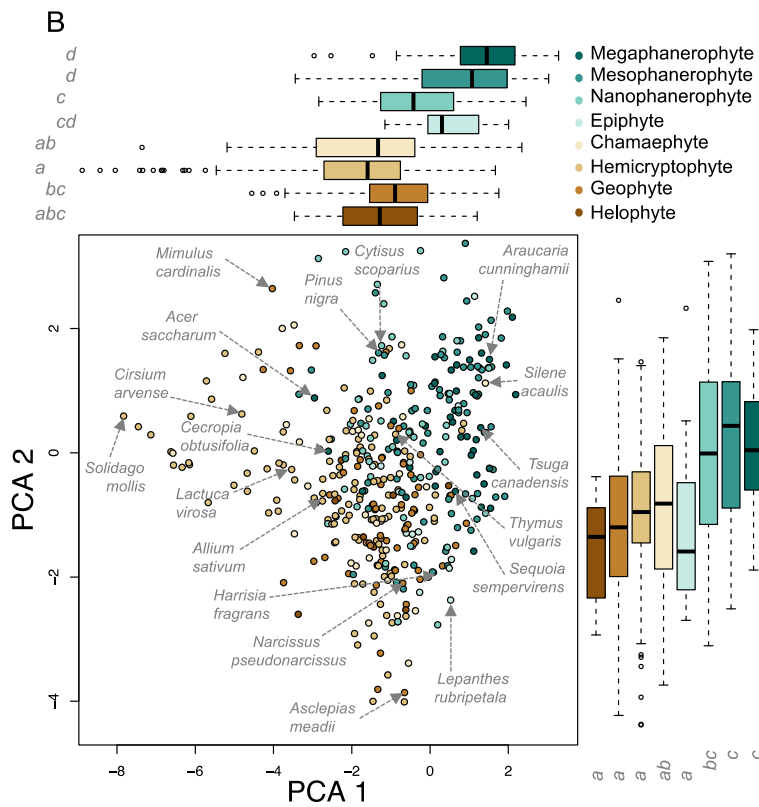 B
d
d
c
cd
ab
a
bc
abc
Megaphanerophyte
Mesophanerophyte
Nanophanerophyte
Epiphyte
Chamaephyte
Hemicryptophyte
Geophyte
Helophyte
Mimulus
cardinalis
Cytisus
scoparius
Araucaria
cunninghamii
Pinus
nigra
Acer
saccharum
Silene
acaulis
Cirsium
arvense
Cecropia
obtusifolia
Solidago
mollis
Tsuga
canadensis
Lactuca
virosa
Thymus
vulgaris
Allium
sativum
Sequoia
sempervirens
Harrisia
fragrans
Narcissus
pseudonarcissus
Lepanthes
rubripetala
Asclepias
meadii
PCA 2
2
0
−2
−4
−8
−6
−4
−2
0
2
PCA 1
a
a
a
ab
a
bc
c
c